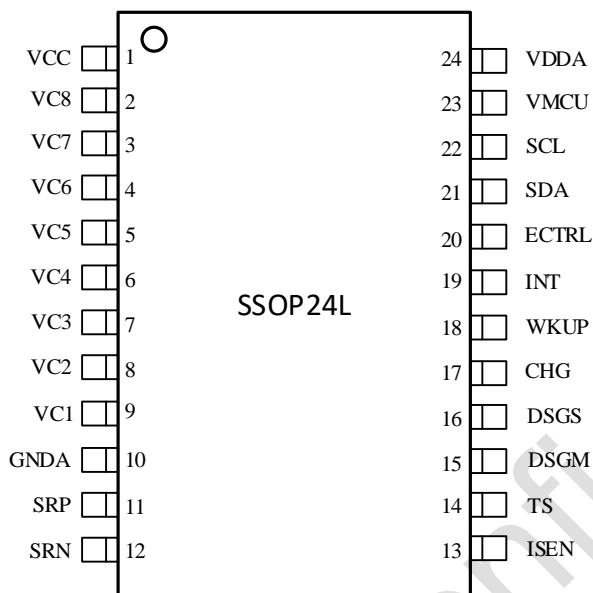 VCC 1 24 VDDA
VC8 2 23 VMCU
VC7 3 22 SCL
VC6 4 21 SDA
VC5 5 20 ECTRL
VC4 6 19 INT
SSOP24L
VC3 7 18 WKUP
VC2 8 17 CHG
VC1 9 16 DSGS
GNDA 10 15 DSGM
SRP 11 14 TS
SRN 12 13 ISEN